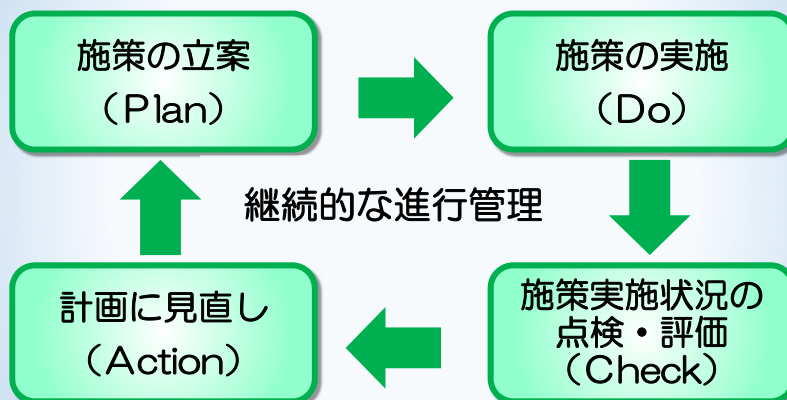 施策の立案
（Plan）
施策の実施
（Do）
継続的な進行管理
計画に見直し
（Action）
施策実施状況の
点検・評価
（Check）